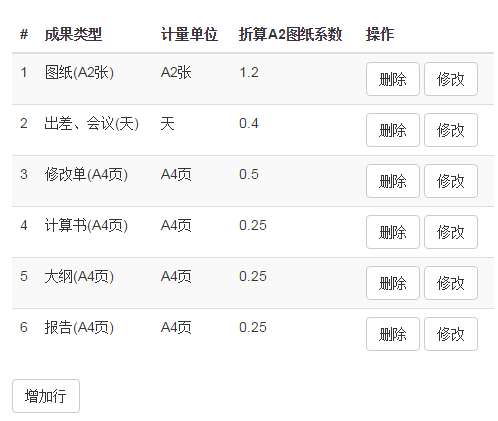 # 成果类型 计量单位 折算A2图纸系数 操作
1 图纸(A2张) A2张 1.2 删除 修改
2 出差、会议(天) 天 0.4 删除 修改
3 修改单(A4页) A4页 0.5 删除 修改
4 计算书(A4页) A4页 0.25 删除 修改
5 大纲(A4页) A4页 0.25 删除 修改
6 报告(A4页) A4页 0.25 删除 修改
增加行